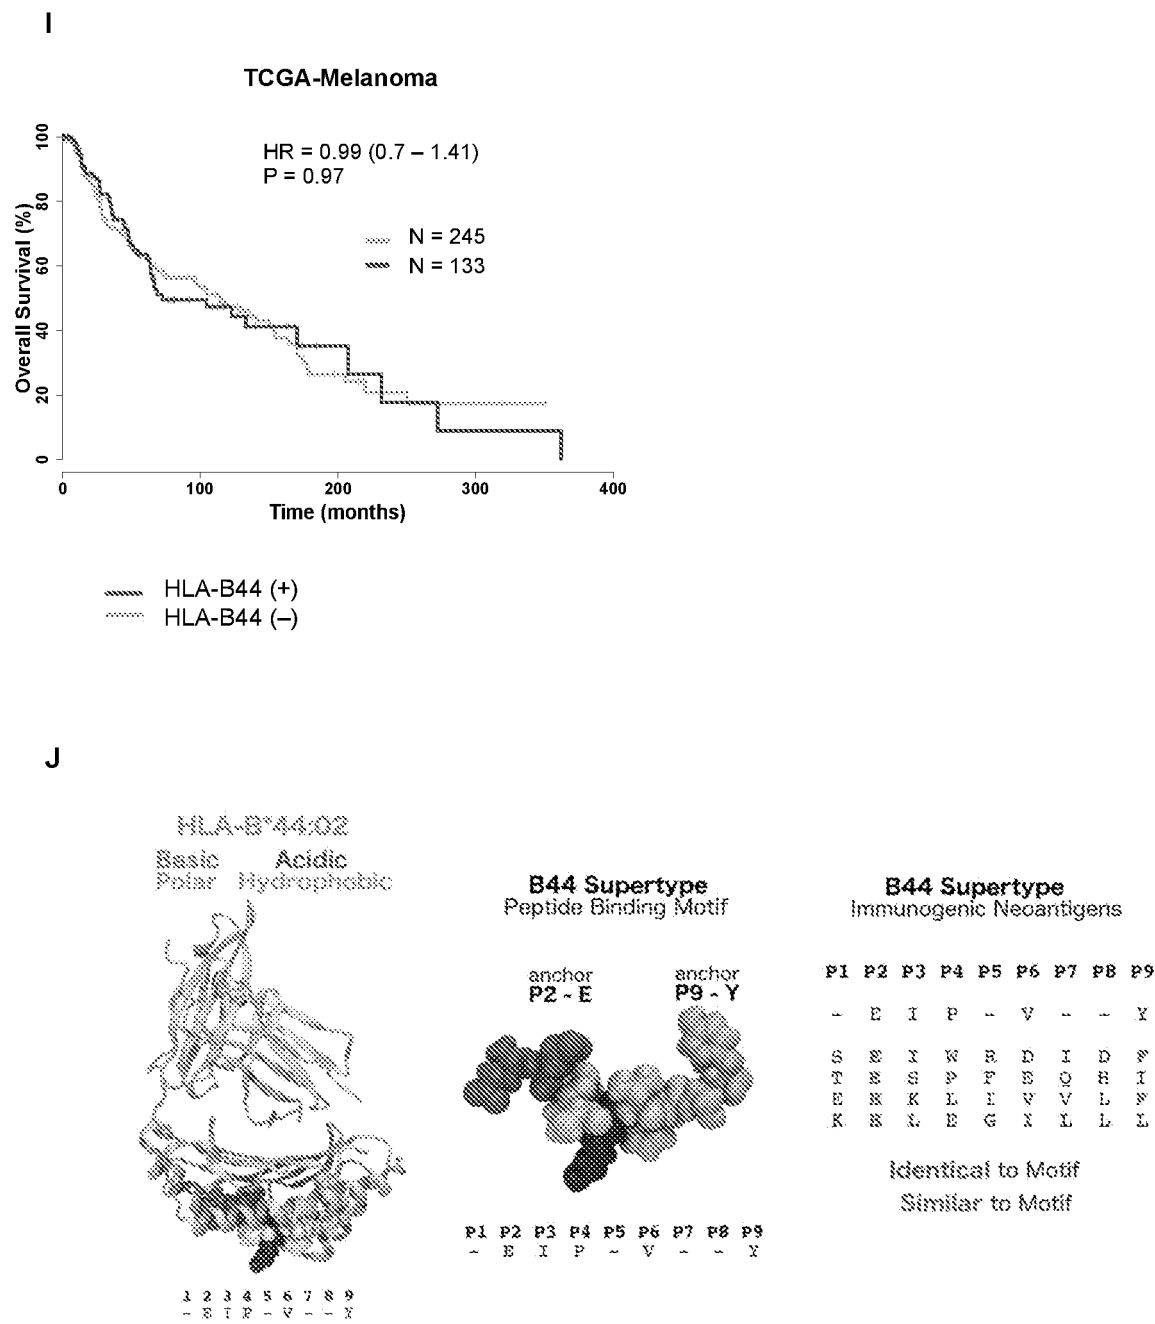 I
TCGA-Melanoma
HR = 0.99 (0.7 – 1.41)
P = 0.97
N = 245
N = 133
Overall Survival (%)
100
80
60
40
20
0
0 100 200 300 400
Time (months)
HLA-B44 (+)
HLA-B44 (–)
J
HLA-B*44:02
Basic Acidic
Polar Hydrophobic
1 2 3 4 5 6 7 8 9
- E I P - V - - Y
B44 Supertype
Peptide Binding Motif
anchor
P2 - E
anchor
P9 - Y
P1 P2 P3 P4 P5 P6 P7 P8 P9
- E I P - V - - Y
B44 Supertype
Immunogenic Neoantigens
P1 P2 P3 P4 P5 P6 P7 P8 P9
- E I P - V - - Y
S E I W R D I D F
T E S P F E Q H I
E K L I V V L F
K E L E G I L L L
Identical to Motif
Similar to Motif